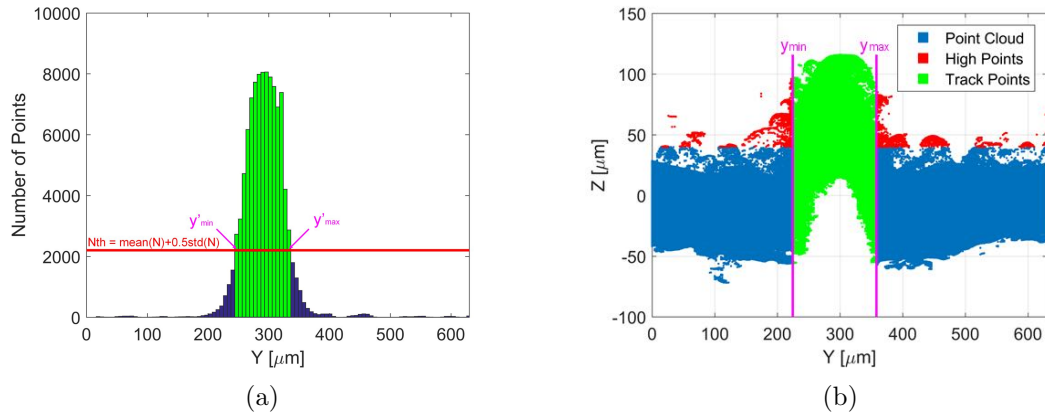 10000
8000
6000
4000
2000
0
Number of Points
y'min
y'max
Nth = mean(N)+0.5std(N)
0 100 200 300 400 500 600
Y [μm]
(a)
150
100
50
0
-50
-100
Z [μm]
ymin
ymax
Point Cloud
High Points
Track Points
0 100 200 300 400 500 600
Y [μm]
(b)